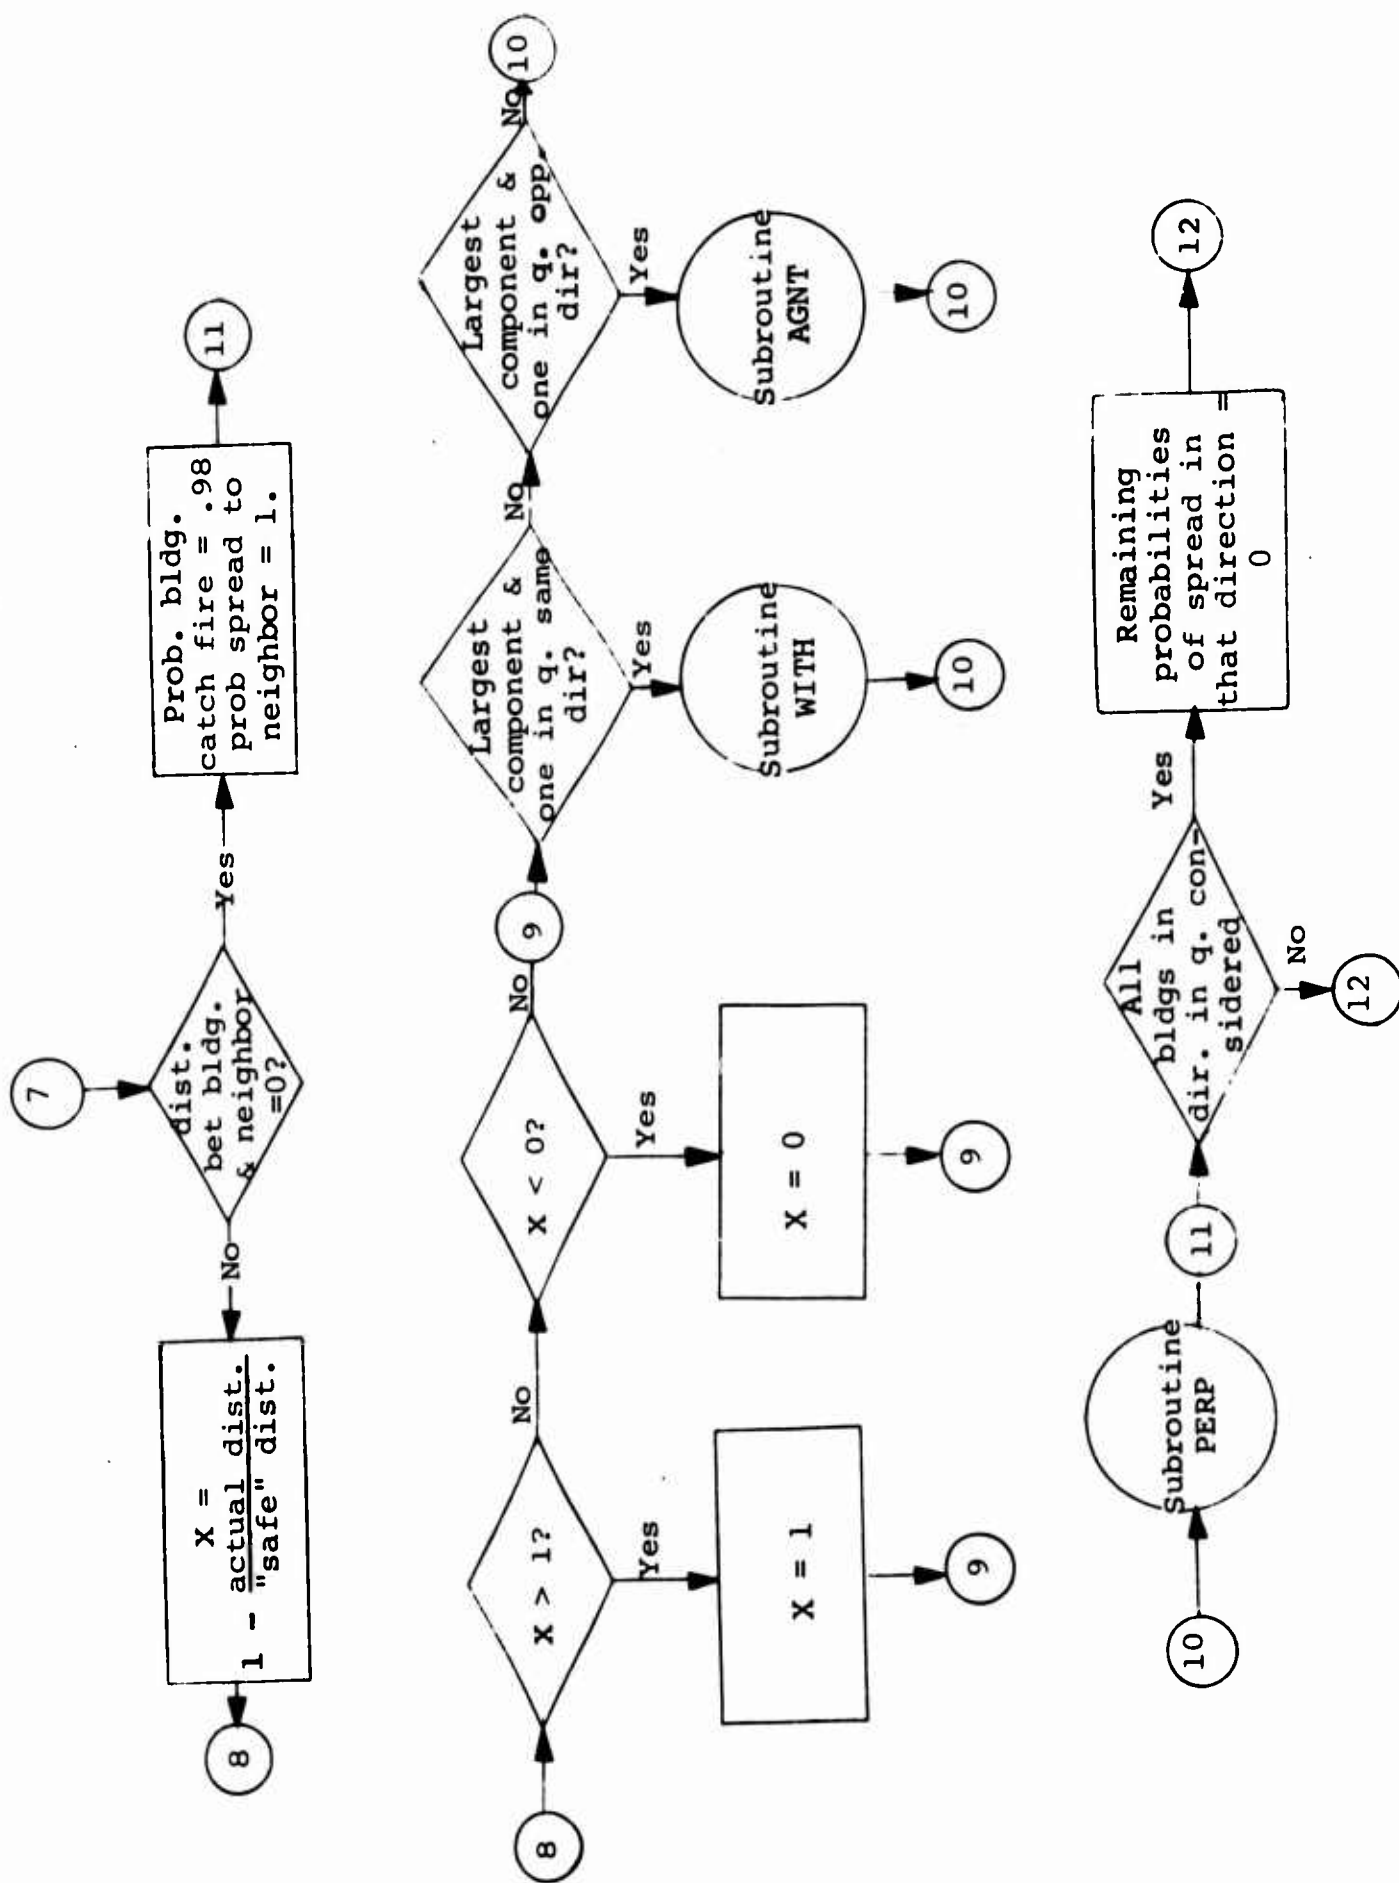 7
dist.
bet bldg.
& neighbor
=0?
No
X =
1 - actual dist.
"safe" dist.
8
Yes
Prob. bldg.
catch fire = .98
prob spread to
neighbor = 1.
11
8
X > 1?
Yes
X = 1
9
No
X < 0?
Yes
X = 0
9
No
9
Largest
component &
one in q. same
dir?
Yes
Subroutine
WITH
10
No
Largest
component &
one in q. opp.
dir?
Yes
Subroutine
AGNT
10
No
10
10
Subroutine
PERP
11
All
bldgs in
dir. in q. con-
sidered
No
12
Yes
Remaining
probabilities
of spread in
that direction =
0
12